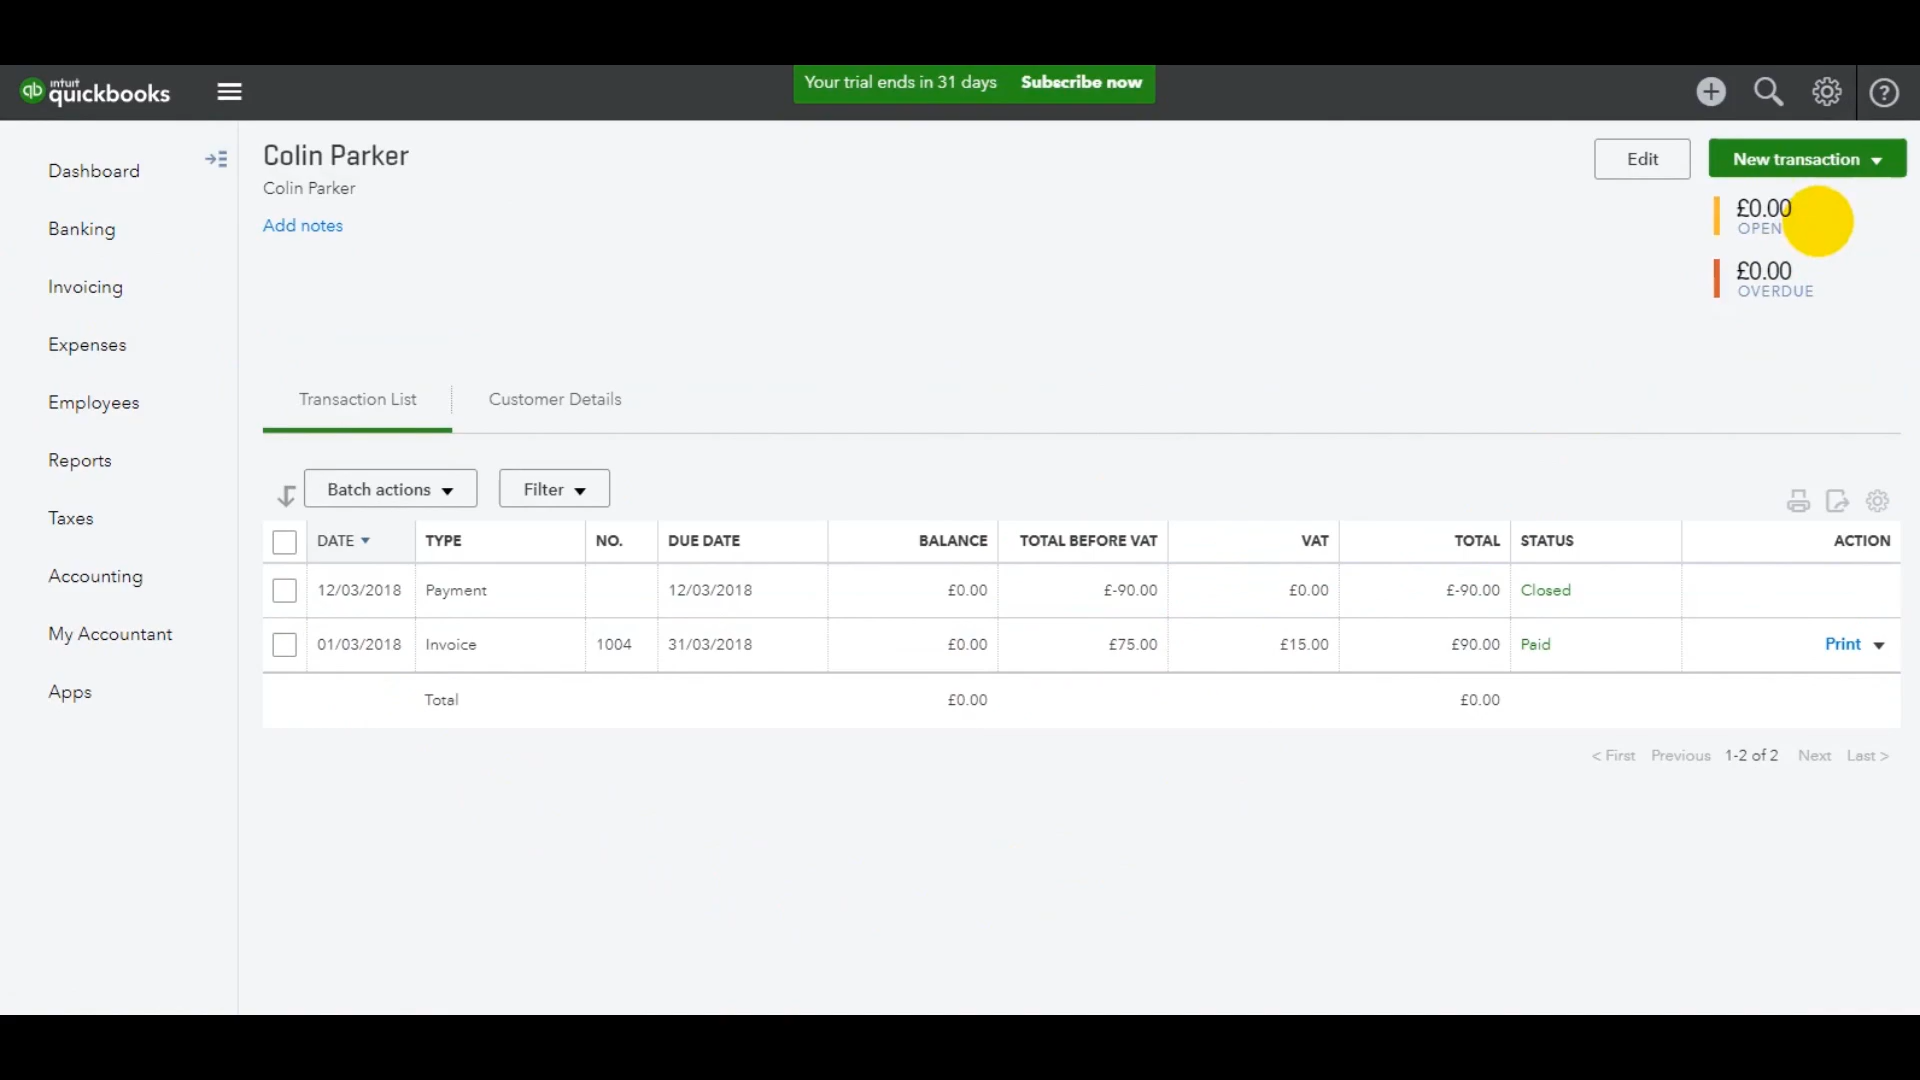 intuit
quickbooks
Your trial ends in 31 days Subscribe now
Dashboard
Banking
Invoicing
Expenses
Employees
Reports
Taxes
Accounting
My Accountant
Apps
Colin Parker
Colin Parker
Add notes
Edit
New transaction
£0.00
OPEN
£0.00
OVERDUE
Transaction List Customer Details
Batch actions Filter
DATE TYPE NO. DUE DATE BALANCE TOTAL BEFORE VAT VAT TOTAL STATUS ACTION
12/03/2018 Payment 12/03/2018 £0.00 £-90.00 £0.00 £-90.00 Closed
01/03/2018 Invoice 1004 31/03/2018 £0.00 £75.00 £15.00 £90.00 Paid Print
Total £0.00 £0.00
< First Previous 1-2 of 2 Next Last >